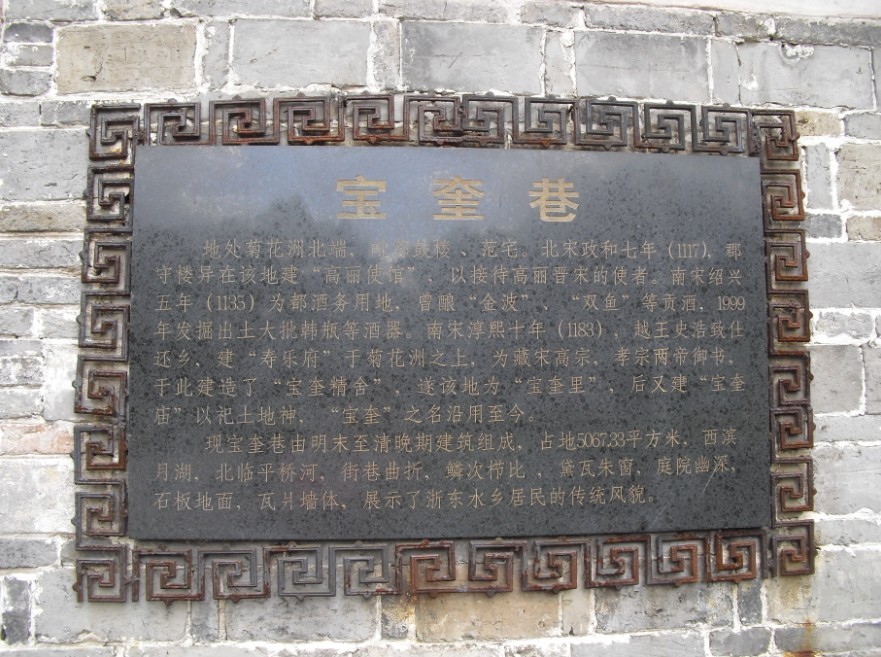 宝奎巷
地处菊花洲北端，鼓楼、范宅。北宋政和七年（1117），郡
守楼异在该地建“高丽使馆”，以接待高丽晋宋的使者。南宋绍兴
五年（1135）为都酒务用地，曾酿“金波”、“双鱼”等贡酒，1999
年发掘出土大批韩瓶等酒器。南宋淳熙十年（1183），越王史浩致仕
还乡，建“寿乐府”于菊花洲之上，为藏宋高宗，孝宗两帝御书，
于此建造了“宝奎精舍”，遂该地为“宝奎里”，后又建“宝奎
庙”以祀土地神，“宝奎”之名沿用至今。
现宝奎巷由明末至清晚期建筑组成，占地5067.33平方米，西滨
月湖，北临平桥河，街巷曲折，鳞次栉比，黛瓦朱窗，庭院幽深，
石板地面，瓦爿墙体，展示了浙东水乡居民的传统风貌。